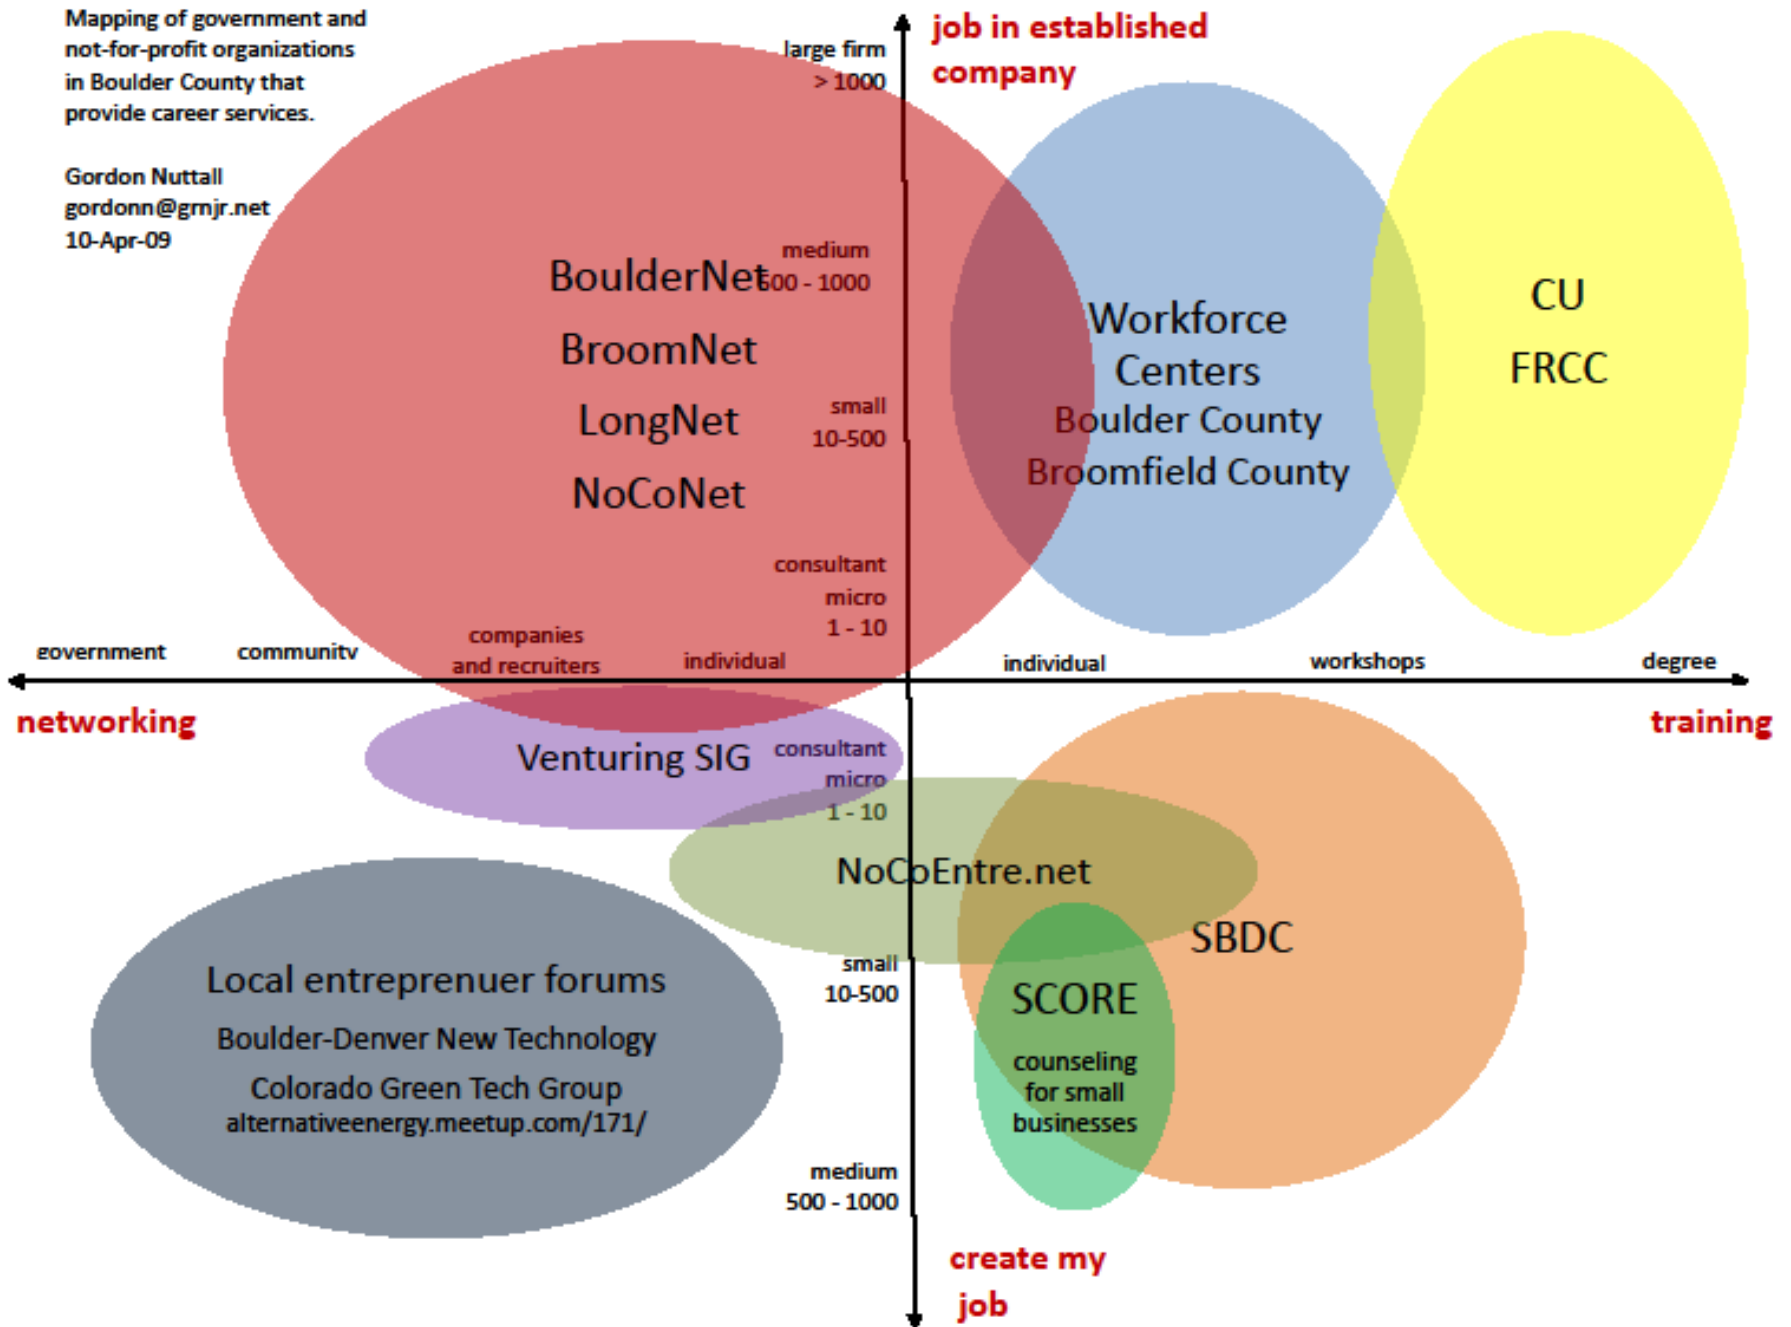 Mapping of government and
not-for-profit organizations
in Boulder County that
provide career services.
Gordon Nuttall
gordonn@grnjr.net
10-Apr-09
job in established
company
large firm
> 1000
medium
500 - 1000
small
10-500
consultant
micro
1 - 10
BoulderNet
BroomNet
LongNet
NoCoNet
Workforce
Centers
Boulder County
Broomfield County
CU
FRCC
government
community
companies
and recruiters
individual
individual
workshops
degree
networking
training
Venturing SIG
consultant
micro
1 - 10
NoCoEntre.net
SBDC
small
10-500
SCORE
counseling
for small
businesses
Local entreprenuer forums
Boulder-Denver New Technology
Colorado Green Tech Group
alternativeenergy.meetup.com/171/
medium
500 - 1000
create my
job